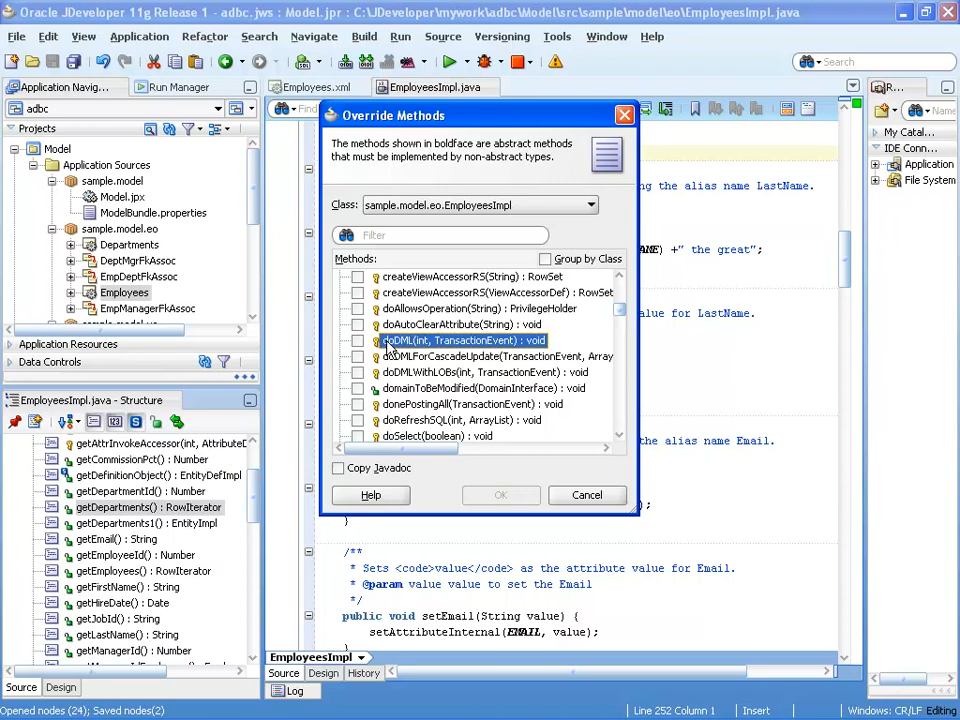 Oracle JDeveloper 11g Release 1 - adbc.jws : Model.jpr : C:\JDeveloper\mywork\adbc\Model\src\sample\model\eo\EmployeesImpl.java
File Edit View Application Refactor Search Navigate Build Run Source Versioning Tools Window Help
Search
Application Navig...
Run Manager
adbc
Projects
Model
Application Sources
sample.model
Model.jpx
ModelBundle.properties
sample.model.eo
Departments
DeptMgrFkAssoc
EmpDeptFkAssoc
Employees
EmpManagerFkAssoc
Application Resources
Data Controls
EmployeesImpl.java - Structure
getAttrInvokeAccessor(int, AttributeD
getCommissionPct() : Number
getDefinitionObject() : EntityDefImpl
getDepartmentId() : Number
getDepartments() : RowIterator
getDepartments1() : EntityImpl
getEmail() : String
getEmployeeId() : Number
getEmployees() : RowIterator
getFirstName() : String
getHireDate() : Date
getJobId() : String
getLastName() : String
getManagerId() : Number
Source Design
Opened nodes (24); Saved nodes(2)
Employees.xml
EmployeesImpl.java
Find
Override Methods
The methods shown in boldface are abstract methods
that must be implemented by non-abstract types.
Class: sample.model.eo.EmployeesImpl
Filter
Methods:
Group by Class
createViewAccessorRS(String) : RowSet
createViewAccessorRS(ViewAccessorDef) : RowSet
doAllowsOperation(String) : PrivilegeHolder
doAutoClearAttribute(String) : void
doDML(int, TransactionEvent) : void
doDMLForCascadeUpdate(TransactionEvent, Array
doDMLWithLOBs(int, TransactionEvent) : void
domainToBeModified(DomainInterface) : void
donePostingAll(TransactionEvent) : void
doRefreshSQL(int, ArrayList) : void
doSelect(boolean) : void
Copy Javadoc
Help OK Cancel
ng the alias name LastName.
AME) +" the great";
value for LastName.
the alias name Email.
);
}
/**
* Sets <code>value</code> as the attribute value for Email.
* @param value value to set the Email
*/
public void setEmail(String value) {
setAttributeInternal(EMAIL, value);
}
EmployeesImpl
Source Design History
Log
Line 252 Column 1 Insert Windows: CR/LF Editing
R...
Name
My Catal...
IDE Conn...
Application
File System